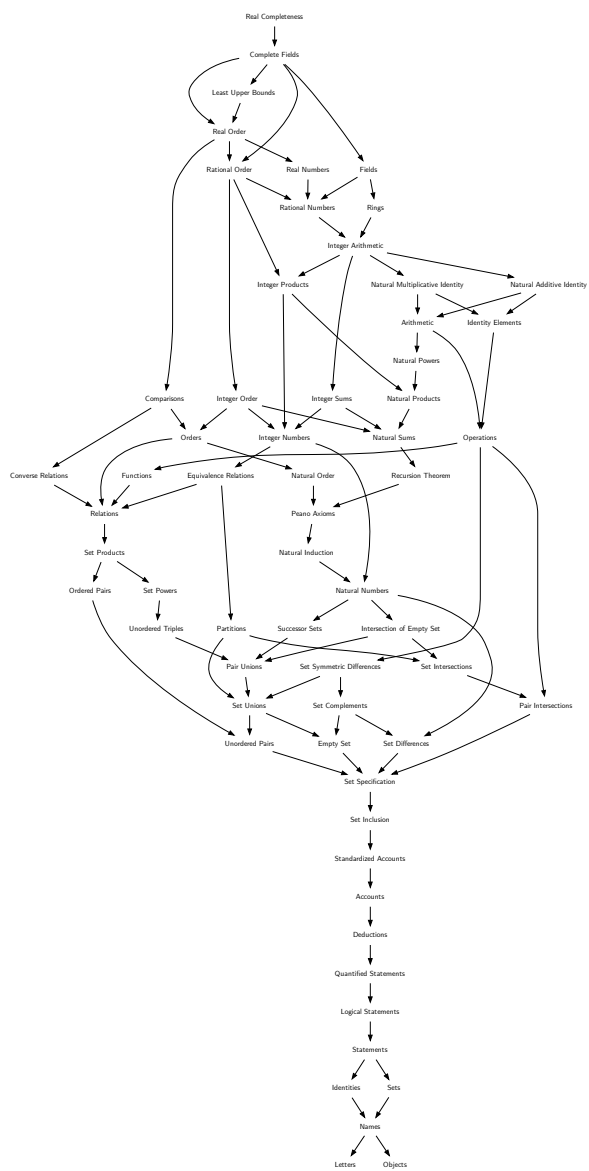 Real Completeness
Complete Fields
Least Upper Bounds
Real Order
Rational Order
Real Numbers
Fields
Rational Numbers
Rings
Integer Arithmetic
Integer Products
Natural Multiplicative Identity
Natural Additive Identity
Arithmetic
Identity Elements
Natural Powers
Comparisons
Integer Order
Integer Sums
Natural Products
Orders
Integer Numbers
Natural Sums
Operations
Converse Relations
Functions
Equivalence Relations
Natural Order
Recursion Theorem
Relations
Peano Axioms
Set Products
Natural Induction
Ordered Pairs
Set Powers
Natural Numbers
Unordered Triples
Partitions
Successor Sets
Intersection of Empty Set
Pair Unions
Set Symmetric Differences
Set Intersections
Set Unions
Set Complements
Pair Intersections
Unordered Pairs
Empty Set
Set Differences
Set Specification
Set Inclusion
Standardized Accounts
Accounts
Deductions
Quantified Statements
Logical Statements
Statements
Identities
Sets
Names
Letters
Objects